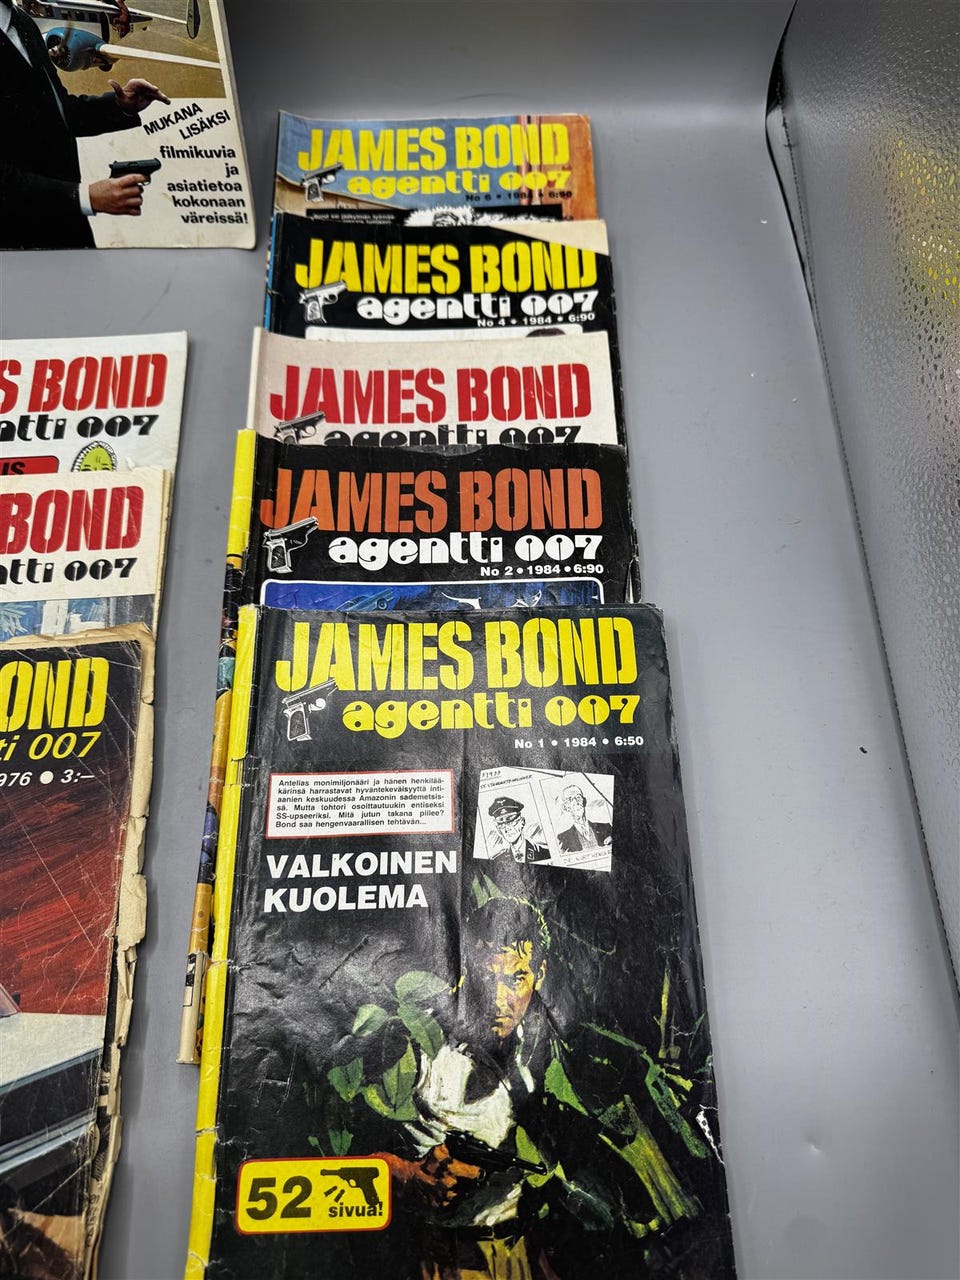 MUKANA
LISÄKSI
filmikuvia
ja
asiatietoa
kokonaan
väreissä!
S BOND
ntti 007
BOND
ntti 007
OND
ti 007
976 ● 3:—
JAMES BOND
agentti 007
No 6 • 1984 • 6:90
JAMES BOND
agentti 007
No 4 • 1984 • 6:90
JAMES BOND
agentti 007
JAMES BOND
agentti 007
No 2 • 1984 • 6:90
JAMES BOND
agentti 007
No 1 • 1984 • 6:50
Antelias monimiljonääri ja hänen henkilää-
kärinsä harrastavat hyväntekeväisyyttä inti-
aanien keskuudessa Amazonin sademetsis-
sä. Mutta tohtori osoittautuukin entiseksi
SS-upseeriksi. Mitä jutun takana piilee?
Bond saa hengenvaarallisen tehtävän...
VALKOINEN
KUOLEMA
52 sivua!